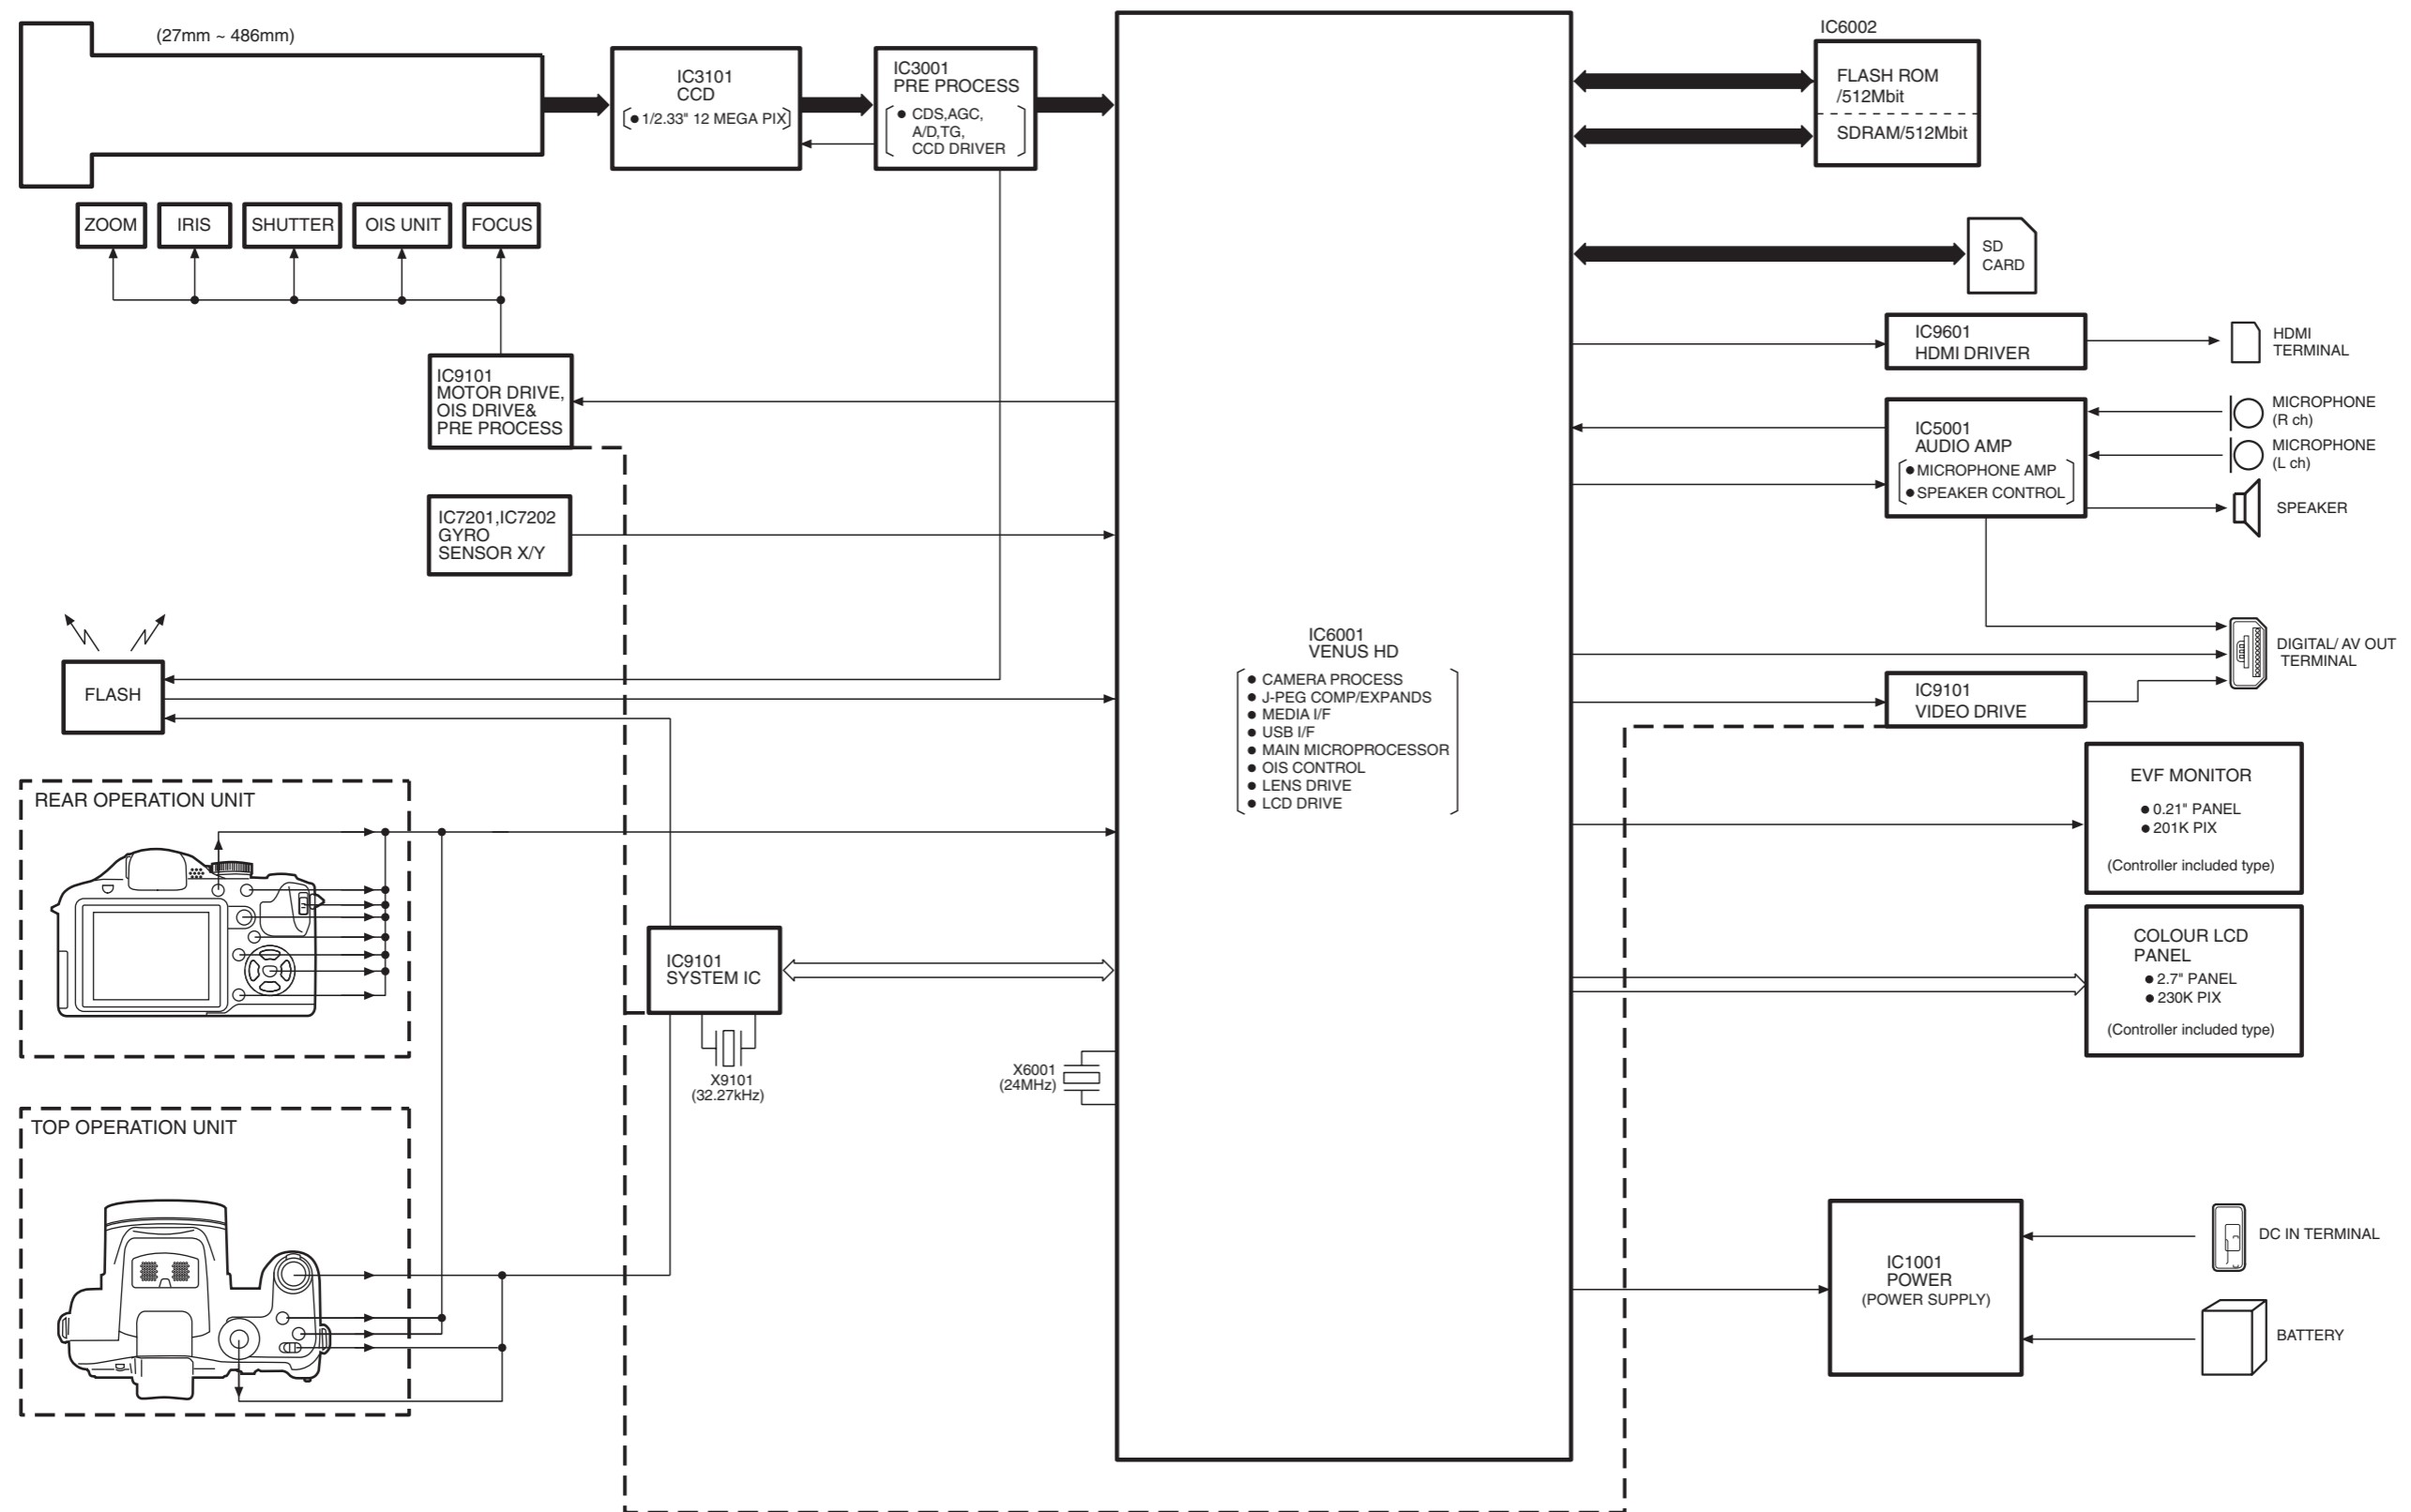 (27mm ~ 486mm)
IC3101
CCD
● 1/2.33" 12 MEGA PIX
IC3001
PRE PROCESS
● CDS,AGC,
A/D,TG,
CCD DRIVER
IC6002
FLASH ROM
/512Mbit
SDRAM/512Mbit
ZOOM
IRIS
SHUTTER
OIS UNIT
FOCUS
SD
CARD
IC9601
HDMI DRIVER
HDMI
TERMINAL
IC9101
MOTOR DRIVE,
OIS DRIVE&
PRE PROCESS
IC5001
AUDIO AMP
● MICROPHONE AMP
● SPEAKER CONTROL
MICROPHONE
(R ch)
MICROPHONE
(L ch)
SPEAKER
IC7201,IC7202
GYRO
SENSOR X/Y
FLASH
IC6001
VENUS HD
● CAMERA PROCESS
● J-PEG COMP/EXPANDS
● MEDIA I/F
● USB I/F
● MAIN MICROPROCESSOR
● OIS CONTROL
● LENS DRIVE
● LCD DRIVE
DIGITAL/ AV OUT
TERMINAL
IC9101
VIDEO DRIVE
EVF MONITOR
● 0.21" PANEL
● 201K PIX
(Controller included type)
REAR OPERATION UNIT
IC9101
SYSTEM IC
COLOUR LCD
PANEL
● 2.7" PANEL
● 230K PIX
(Controller included type)
X9101
(32.27kHz)
X6001
(24MHz)
TOP OPERATION UNIT
IC1001
POWER
(POWER SUPPLY)
DC IN TERMINAL
BATTERY